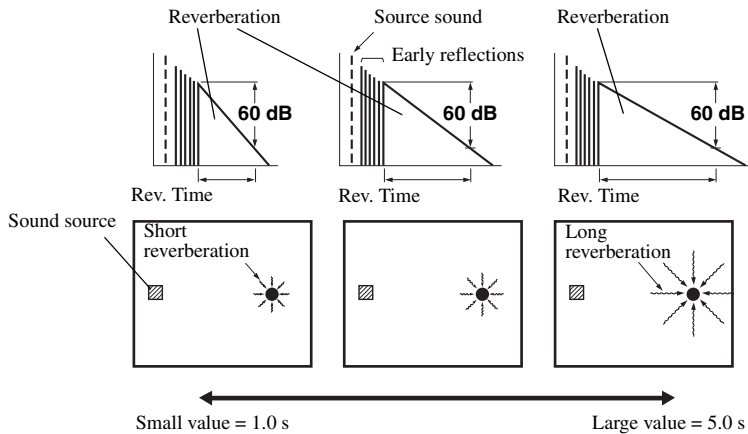 Reverberation
Source sound
Reverberation
Early reflections
60 dB
60 dB
60 dB
Rev. Time
Rev. Time
Rev. Time
Sound source
Short
reverberation
Long
reverberation
Small value = 1.0 s
Large value = 5.0 s